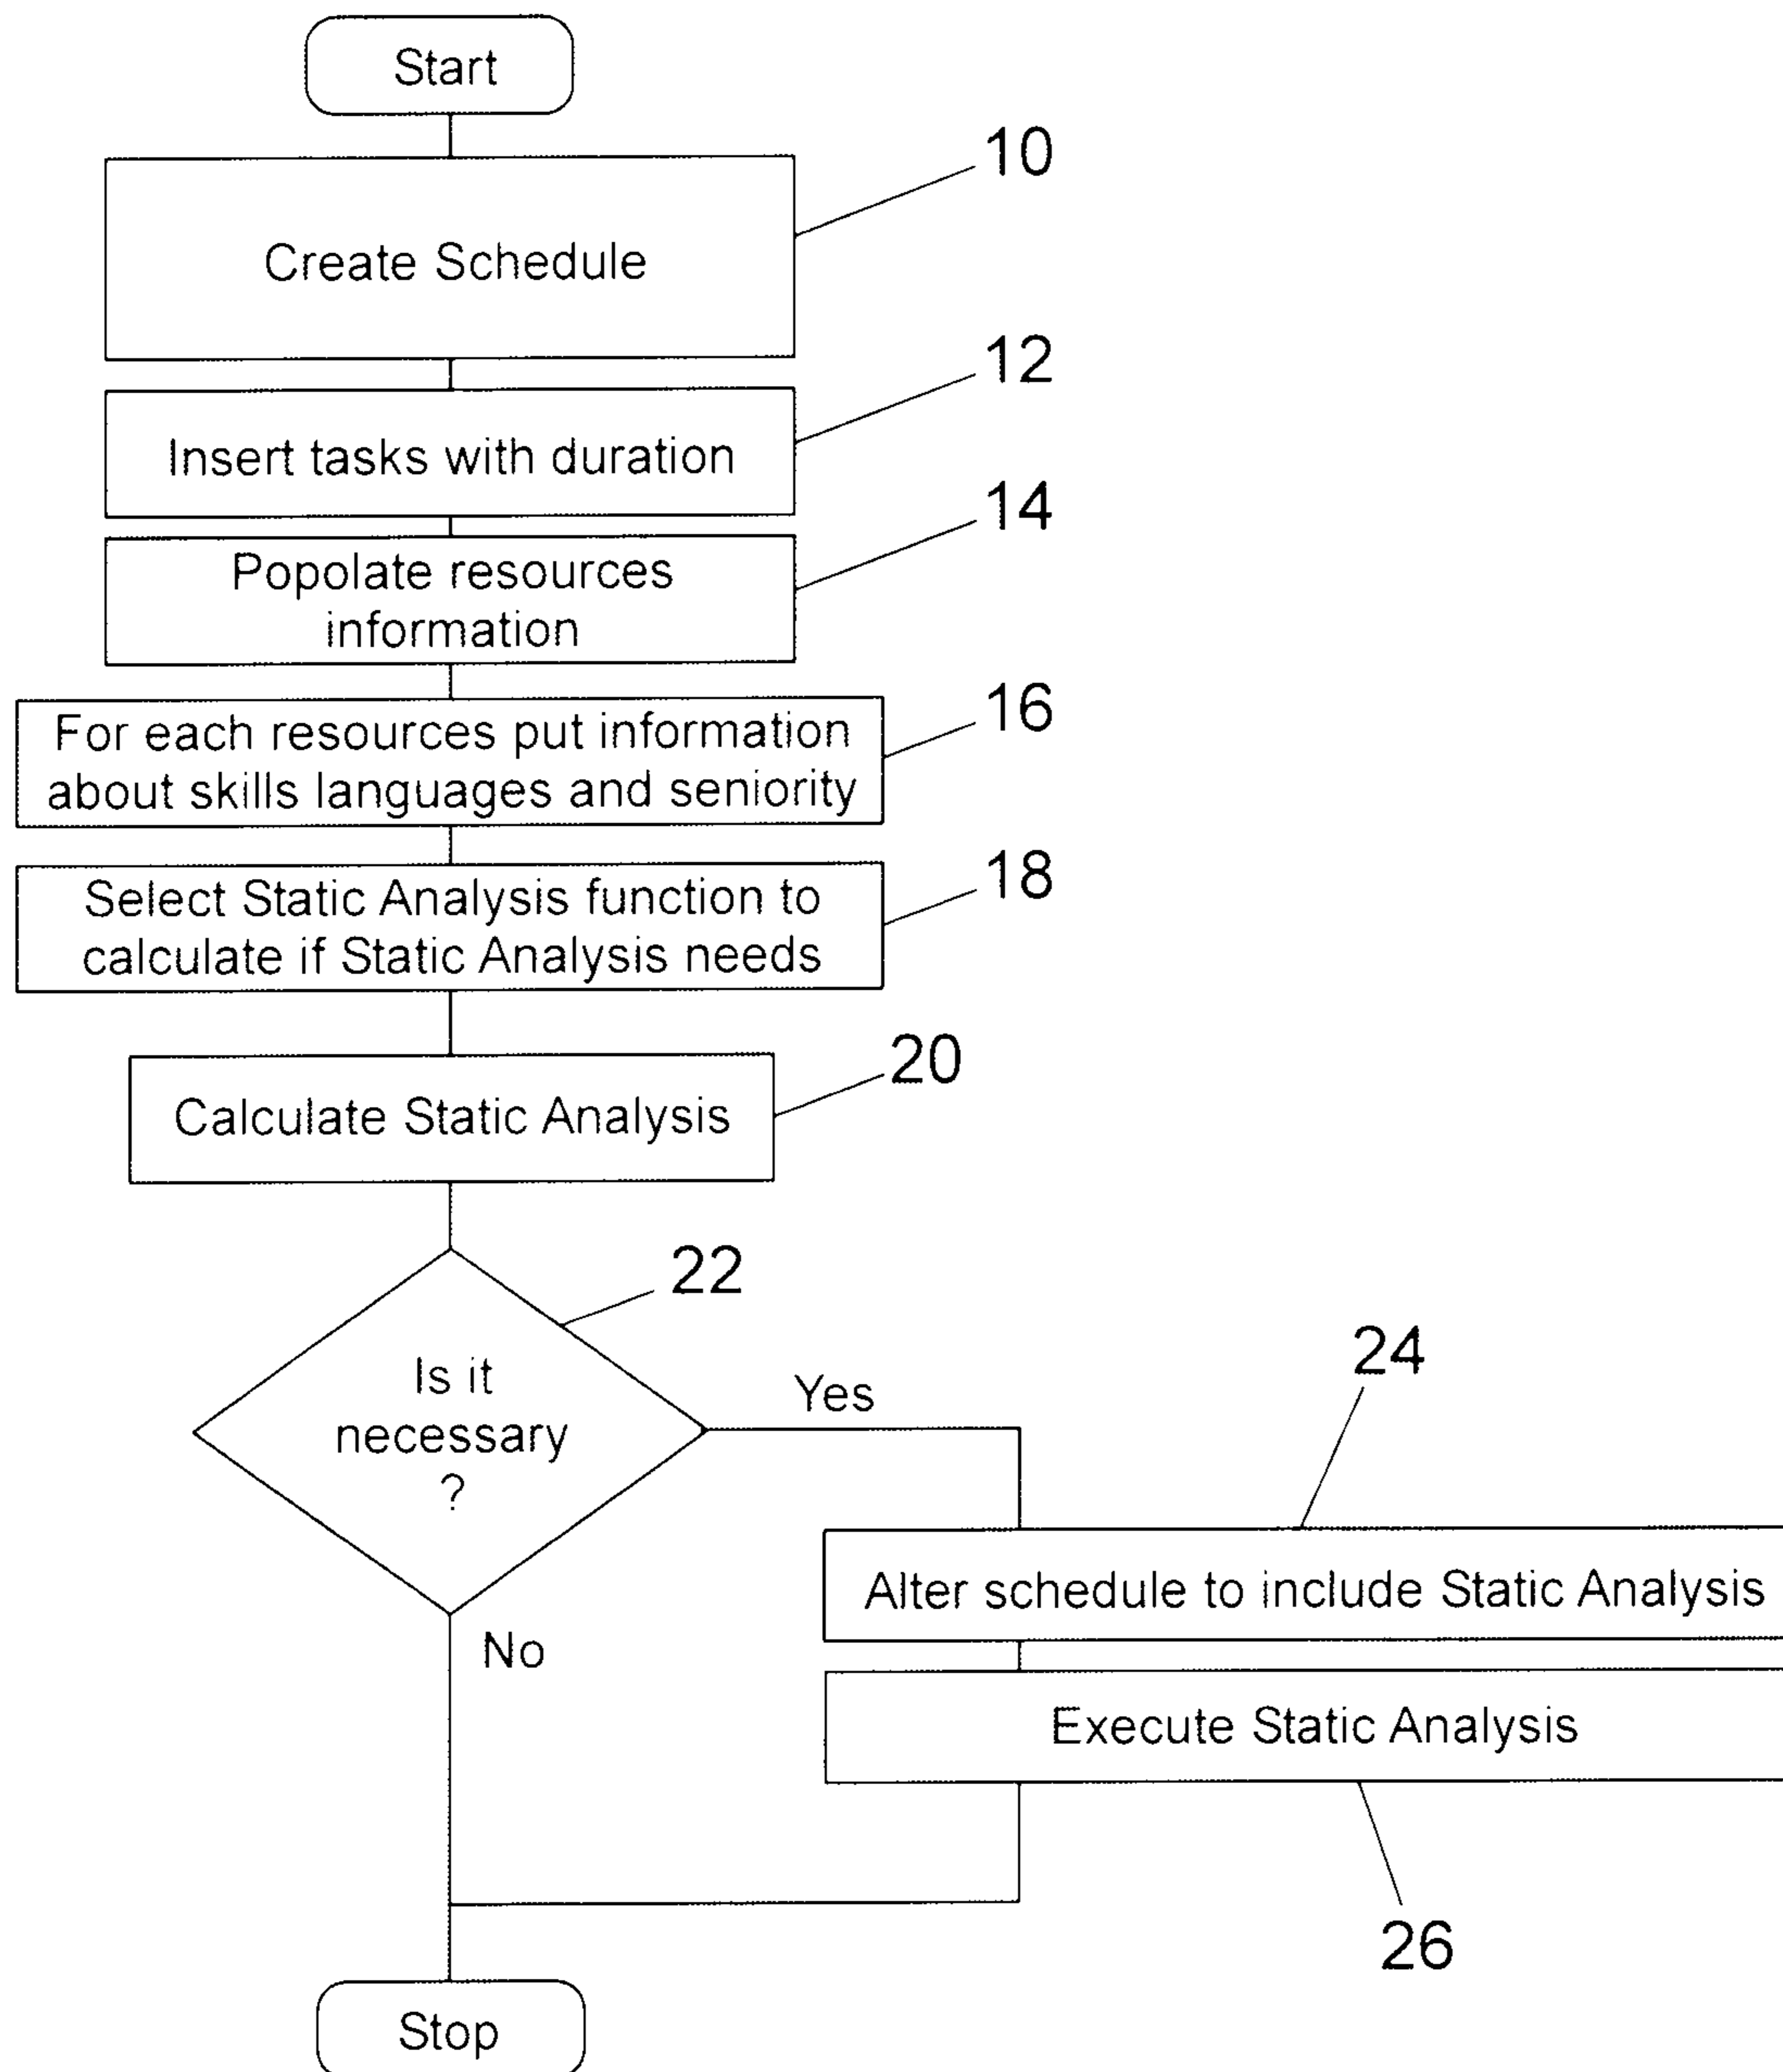 Start
10
Create Schedule
12
Insert tasks with duration
14
Popolate resources
information
16
For each resources put information
about skills languages and seniority
18
Select Static Analysis function to
calculate if Static Analysis needs
20
Calculate Static Analysis
22
Is it
necessary
?
Yes
24
No
Alter schedule to include Static Analysis
Execute Static Analysis
26
Stop